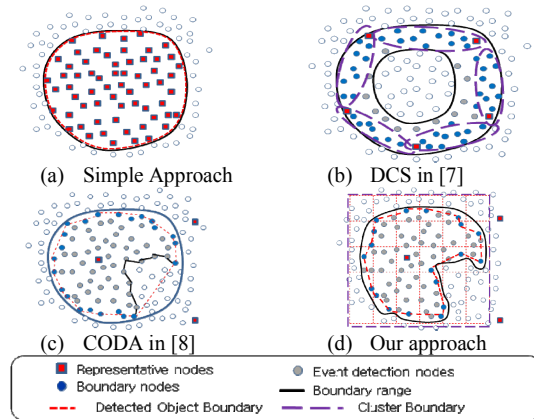 (a) Simple Approach
(b) DCS in [7]
(c) CODA in [8]
(d) Our approach
Representative nodes
Event detection nodes
Boundary nodes
Boundary range
Detected Object Boundary
Cluster Boundary